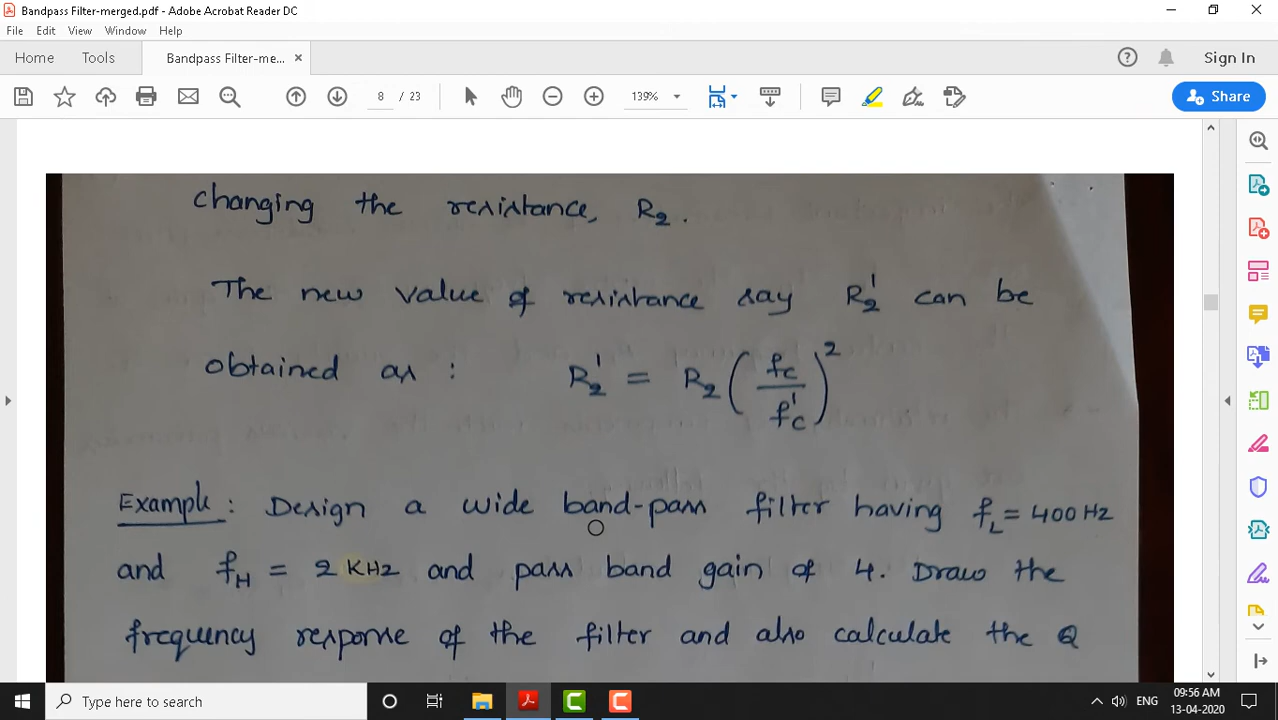 Bandpass Filter-merged.pdf - Adobe Acrobat Reader DC
File Edit View Window Help
Home Tools Bandpass Filter-me... × Sign In
8 / 23 139% Share
changing the resistance, R₂.
The new value of resistance say R₂' can be
obtained as : R₂' = R₂ (fc / fc')²
Example : Design a wide band-pass filter having fL = 400 Hz
and fH = 2 KHz and pass band gain of 4. Draw the
frequency response of the filter and also calculate the Q
Type here to search
ENG
09:56 AM
13-04-2020